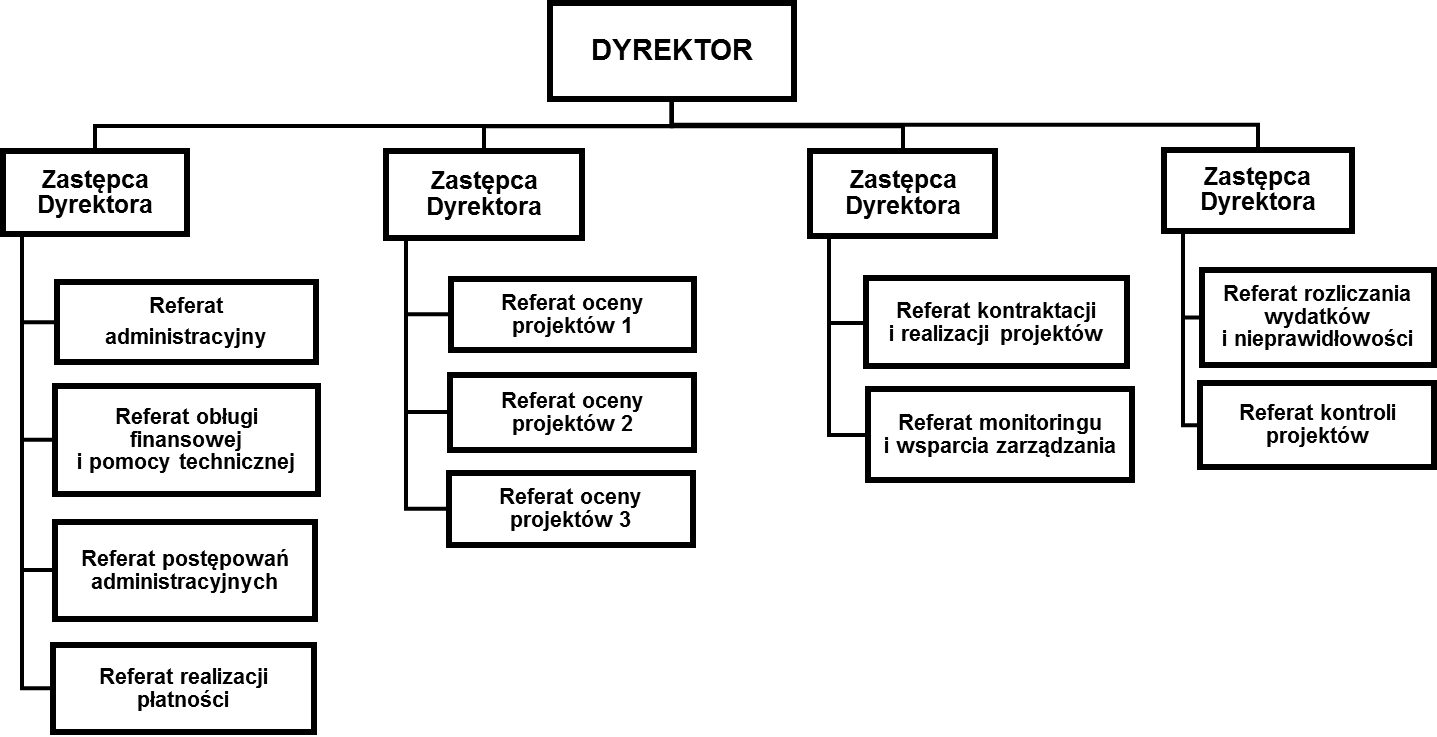 DYREKTOR
Zastępca
Dyrektora
Referat
administracyjny
Referat obługi
finansowej
i pomocy technicznej
Referat postępowań
administracyjnych
Referat realizacji
płatności
Zastępca
Dyrektora
Referat oceny
projektów 1
Referat oceny
projektów 2
Referat oceny
projektów 3
Zastępca
Dyrektora
Referat kontraktacji
i realizacji projektów
Referat monitoringu
i wsparcia zarządzania
Zastępca
Dyrektora
Referat rozliczania
wydatków
i nieprawidłowości
Referat kontroli
projektów